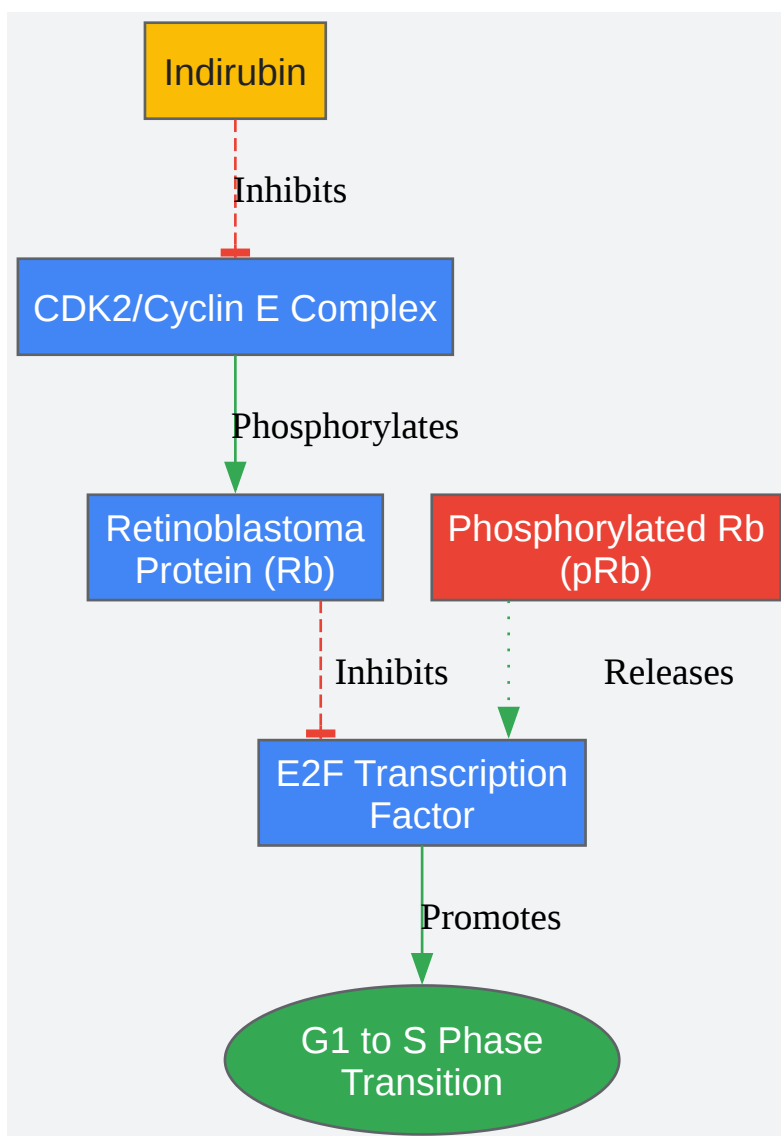 Indirubin
Inhibits
CDK2/Cyclin E Complex
Phosphorylates
Retinoblastoma
Protein (Rb)
Phosphorylated Rb
(pRb)
Inhibits
Releases
E2F Transcription
Factor
Promotes
G1 to S Phase
Transition